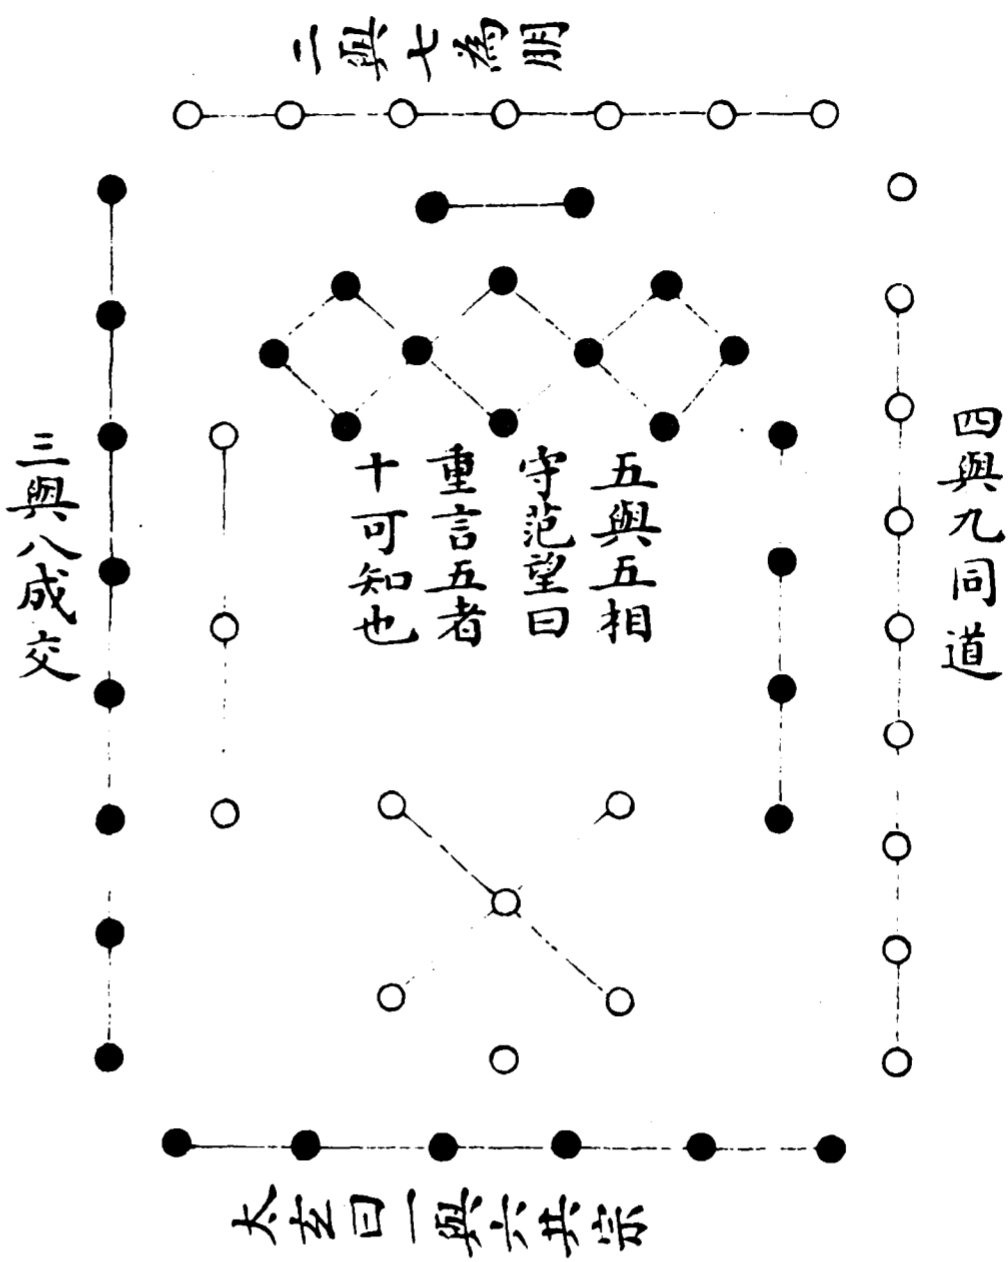 二與七為朋
四與九同道
五與五相
守范望曰
重言五者
十可知也
三與八成交
太玄曰一與六共宗